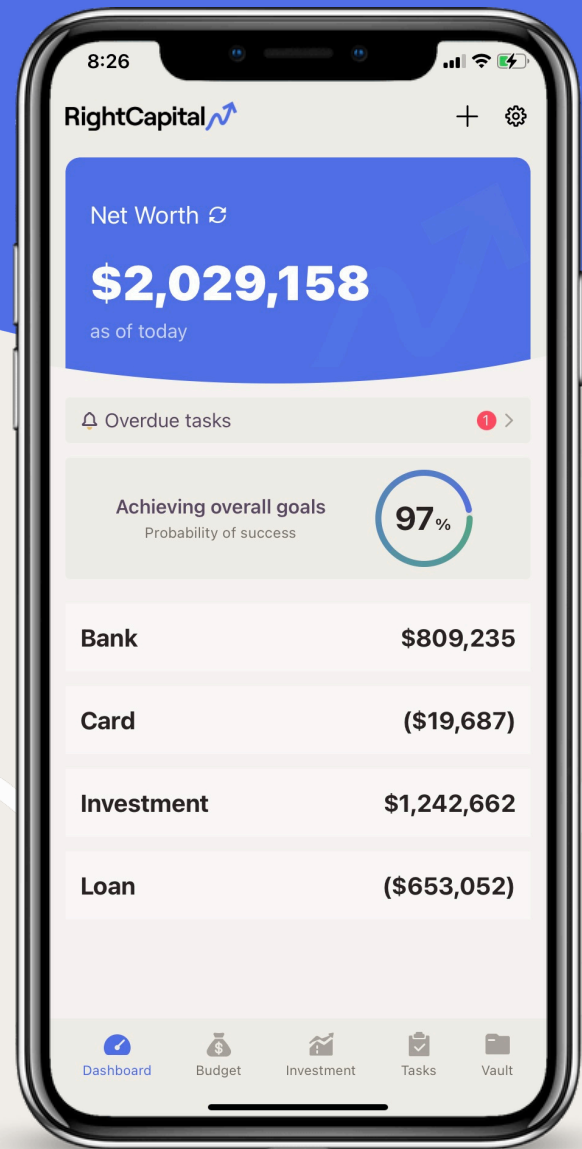 8:26
RightCapital
Net Worth
$2,029,158
as of today
Overdue tasks 1
Achieving overall goals
Probability of success
97%
Bank $809,235
Card ($19,687)
Investment $1,242,662
Loan ($653,052)
Dashboard Budget Investment Tasks Vault